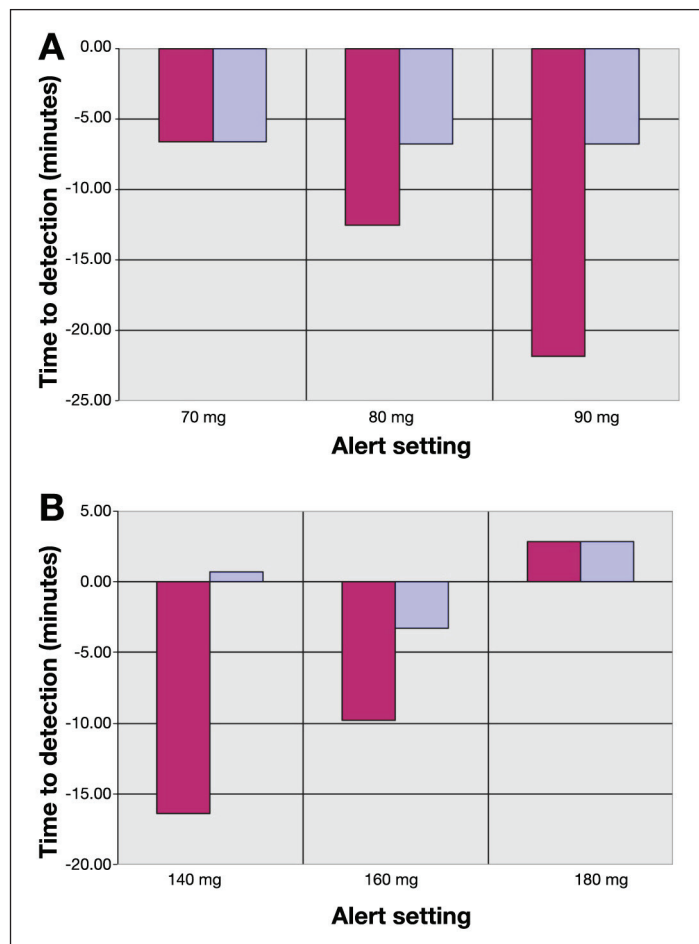 A
0.00
-5.00
-10.00
-15.00
-20.00
-25.00
Time to detection (minutes)
70 mg 80 mg 90 mg
Alert setting
B
5.00
0.00
-5.00
-10.00
-15.00
-20.00
Time to detection (minutes)
140 mg 160 mg 180 mg
Alert setting